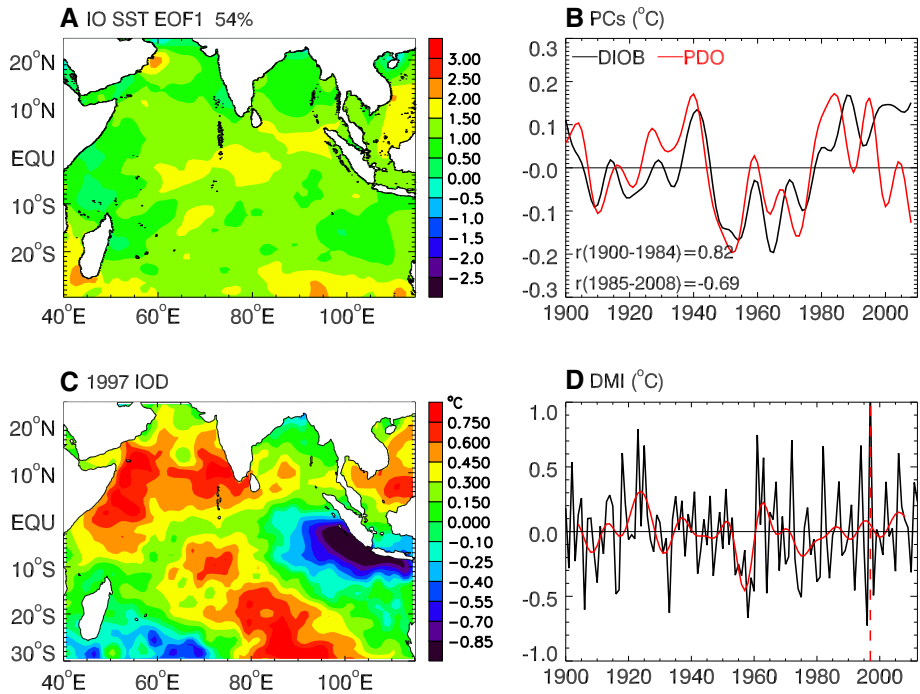 A IO SST EOF1 54%
20°N
10°N
EQU
10°S
20°S
40°E 60°E 80°E 100°E
3.00
2.50
2.00
1.50
1.00
0.50
0.00
-0.5
-1.0
-1.5
-2.0
-2.5
B PCs (°C)
DIOB PDO
0.3
0.2
0.1
-0.0
-0.1
-0.2
-0.3
r(1900-1984)=0.82
r(1985-2008)=-0.69
1900 1920 1940 1960 1980 2000
C 1997 IOD
20°N
10°N
EQU
10°S
20°S
30°S
40°E 60°E 80°E 100°E
°C
0.750
0.600
0.450
0.300
0.150
0.000
-0.10
-0.25
-0.40
-0.55
-0.70
-0.85
D DMI (°C)
1.0
0.5
0.0
-0.5
-1.0
1900 1920 1940 1960 1980 2000